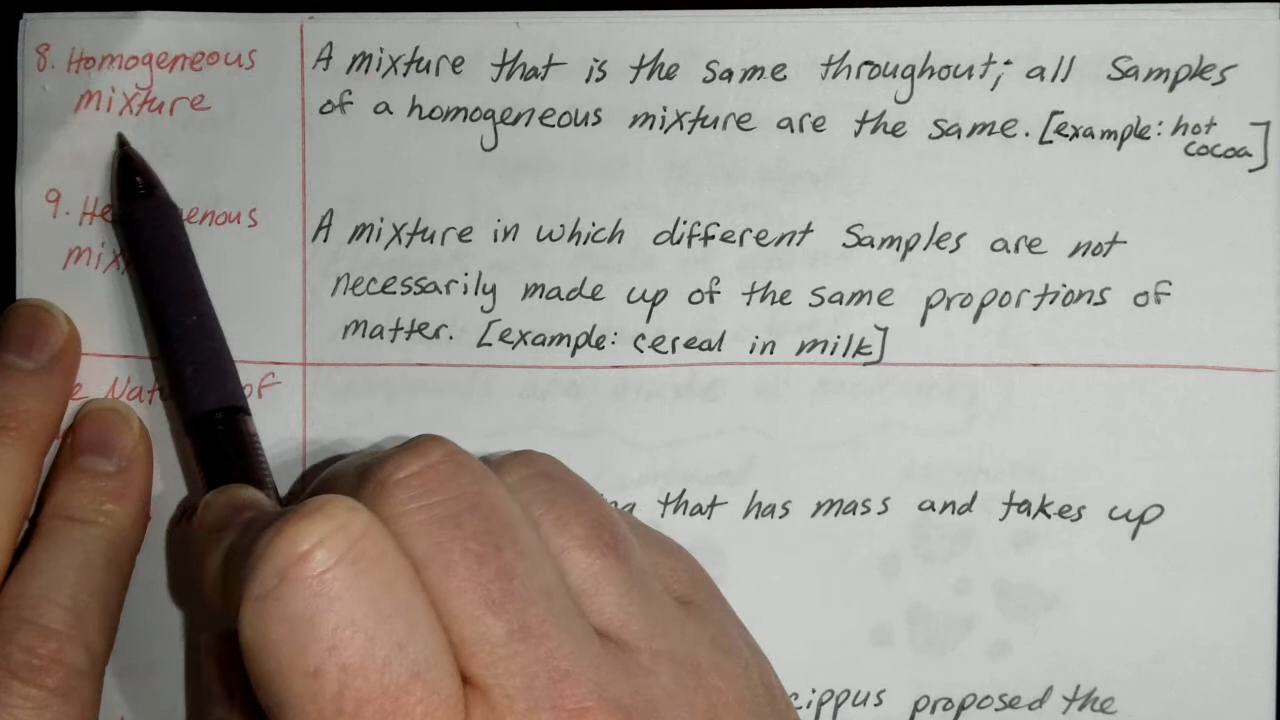 8. Homogeneous
mixture
A mixture that is the same throughout; all samples
of a homogeneous mixture are the same. [example: hot
cocoa]
9.
A mixture in which different samples are not
necessarily made up of the same proportions of
matter. [example: cereal in milk]
of
that has mass and takes up
proposed the